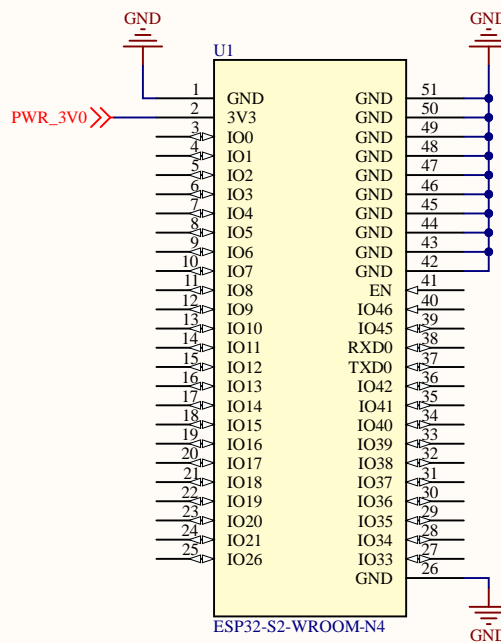 GND GND
U1
1 GND GND 51
PWR_3V0 2 3V3 GND 50
3 IO0 GND 49
4 IO1 GND 48
5 IO2 GND 47
6 IO3 GND 46
7 IO4 GND 45
8 IO5 GND 44
9 IO6 GND 43
10 IO7 GND 42
11 IO8 EN 41
12 IO9 IO46 40
13 IO10 IO45 39
14 IO11 RXD0 38
15 IO12 TXD0 37
16 IO13 IO42 36
17 IO14 IO41 35
18 IO15 IO40 34
19 IO16 IO39 33
20 IO17 IO38 32
21 IO18 IO37 31
22 IO19 IO36 30
23 IO20 IO35 29
24 IO21 IO34 28
25 IO26 IO33 27
GND 26
ESP32-S2-WROOM-N4
GND